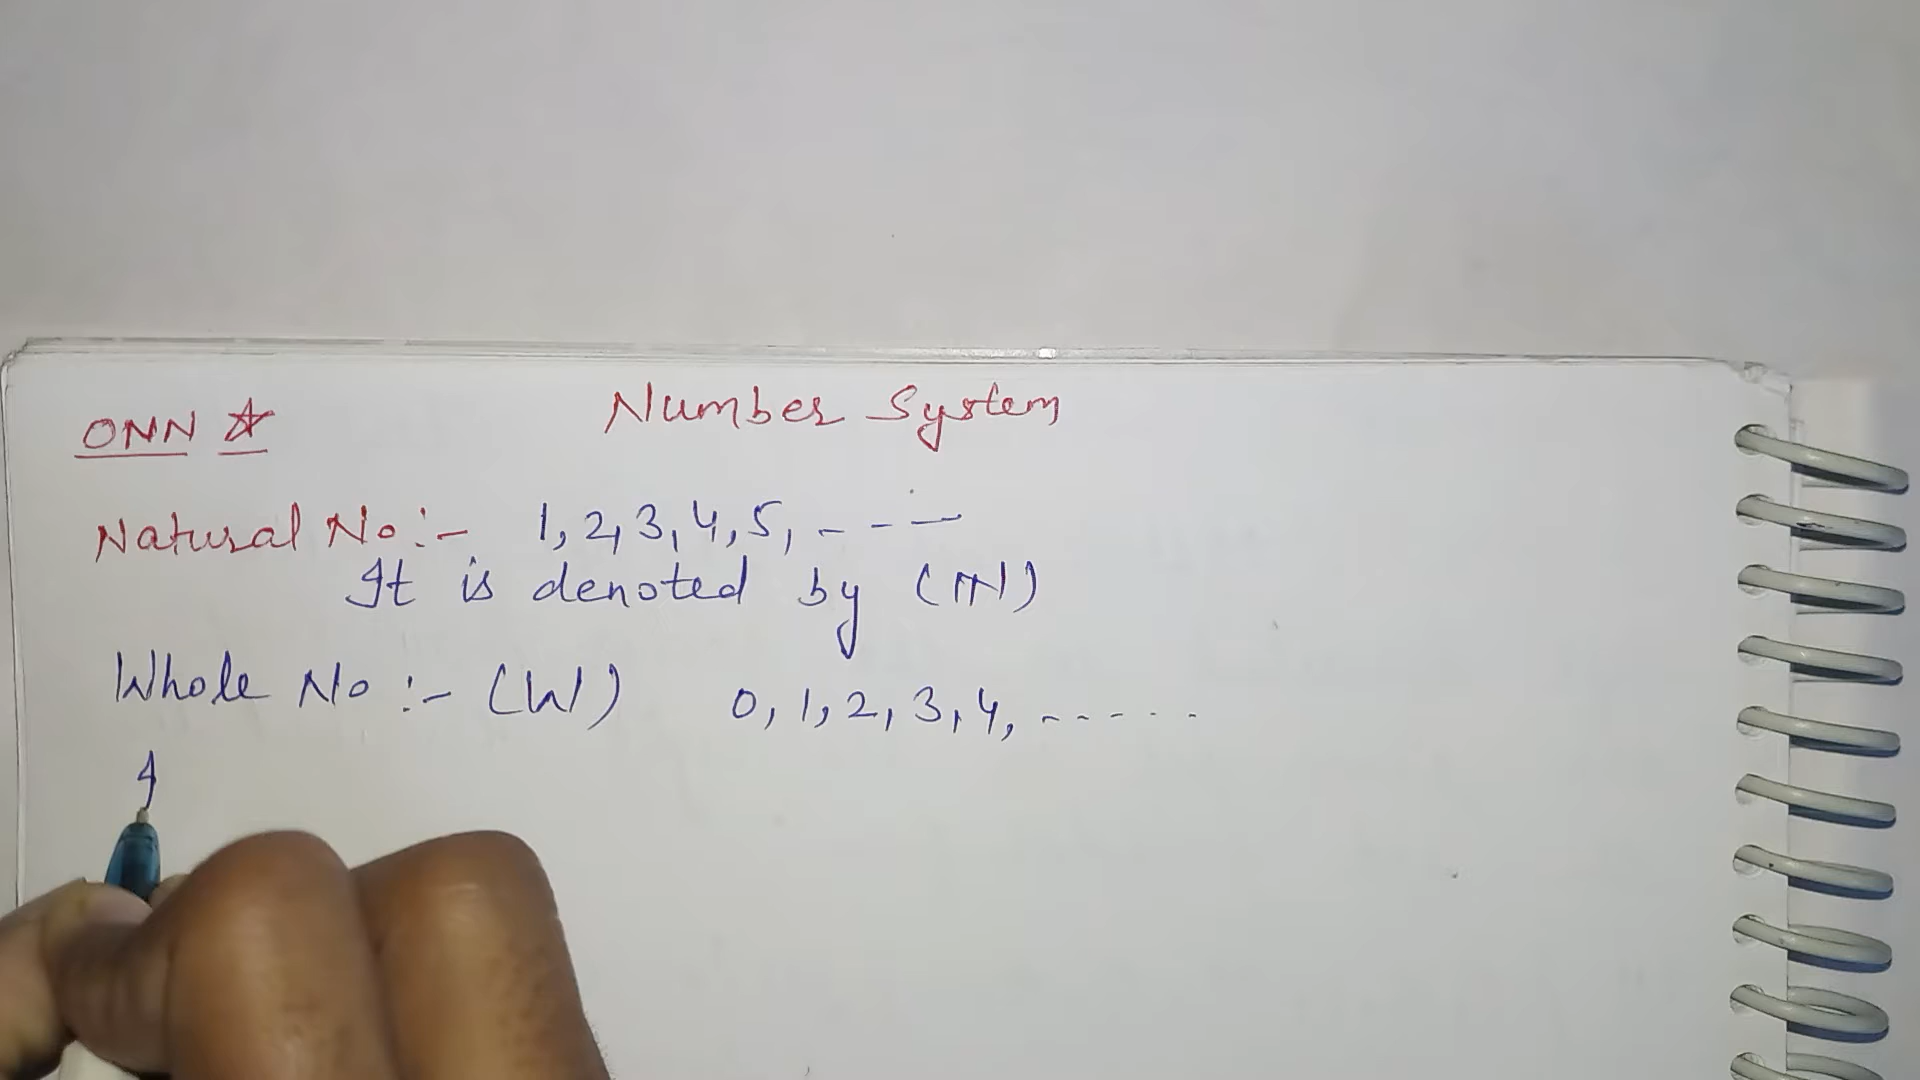 ONN ☆ Number System
Natural No :- 1, 2, 3, 4, 5, - - -
It is denoted by (IN)
Whole No :- (W) 0, 1, 2, 3, 4, - - - - -